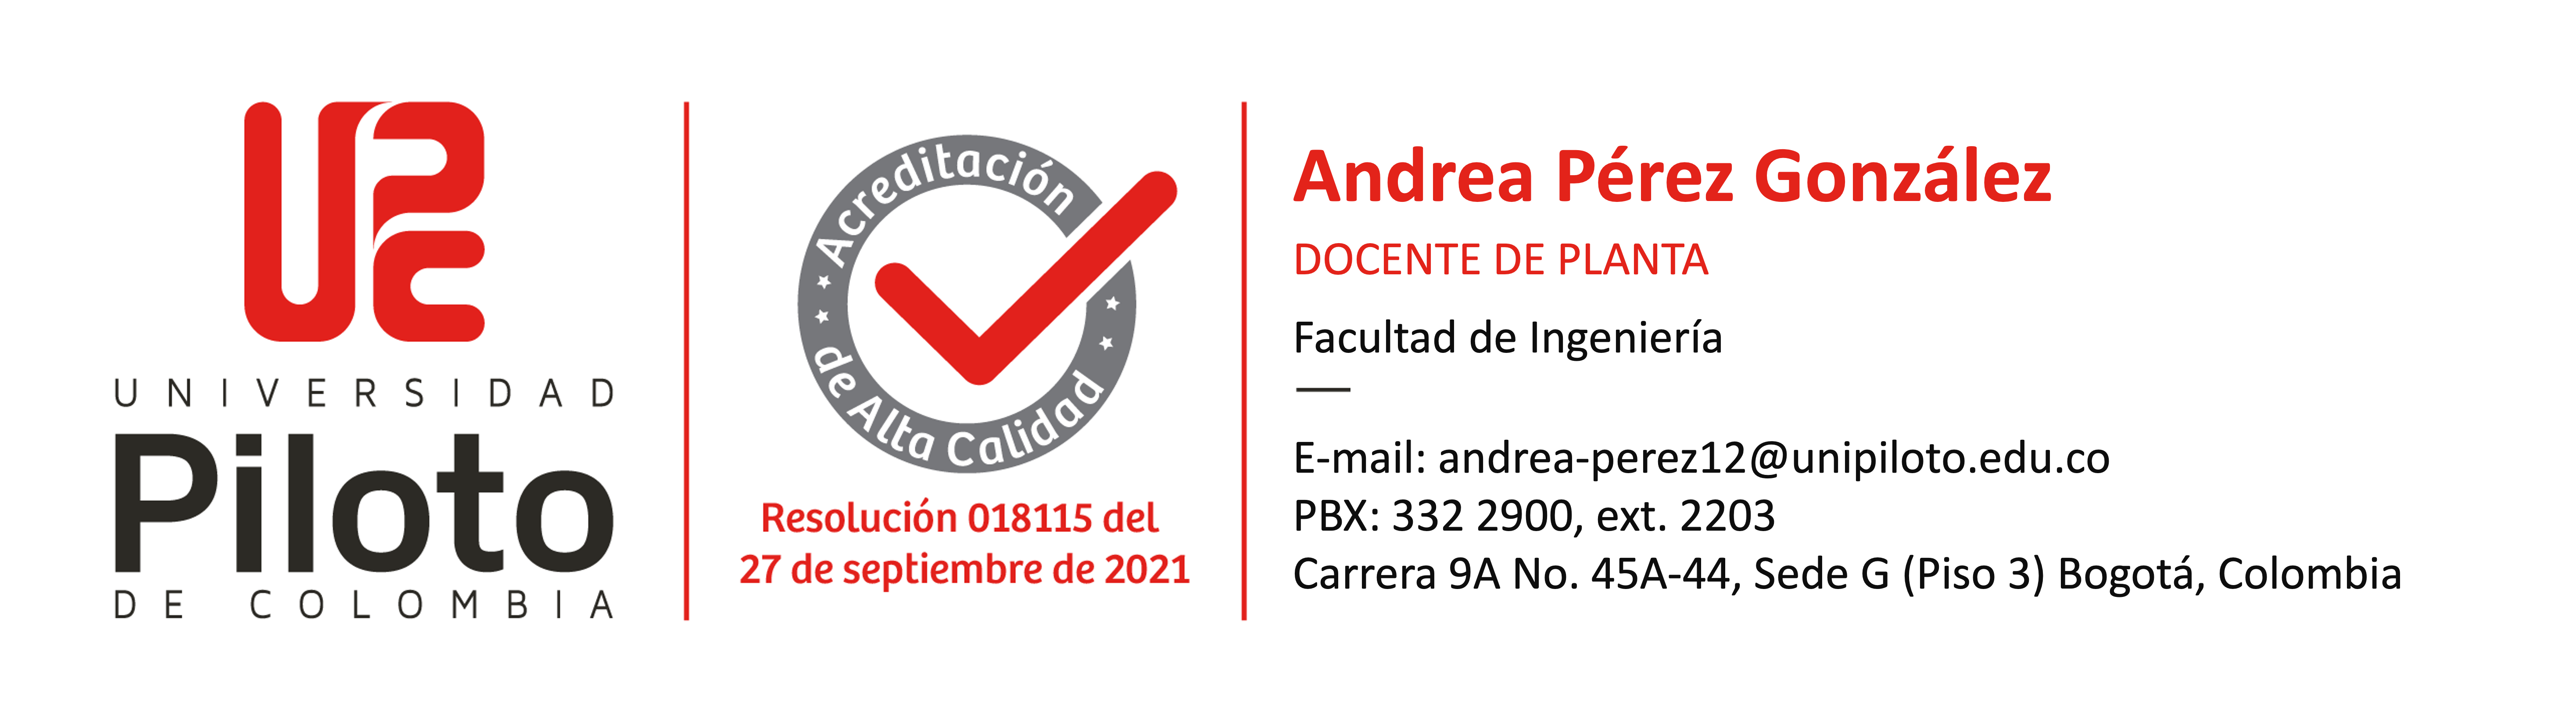 UPC
UNIVERSIDAD
Piloto
DE COLOMBIA
Acreditación
de Alta Calidad
Resolución 018115 del
27 de septiembre de 2021
Andrea Pérez González
DOCENTE DE PLANTA
Facultad de Ingeniería
E-mail: andrea-perez12@unipiloto.edu.co
PBX: 332 2900, ext. 2203
Carrera 9A No. 45A-44, Sede G (Piso 3) Bogotá, Colombia